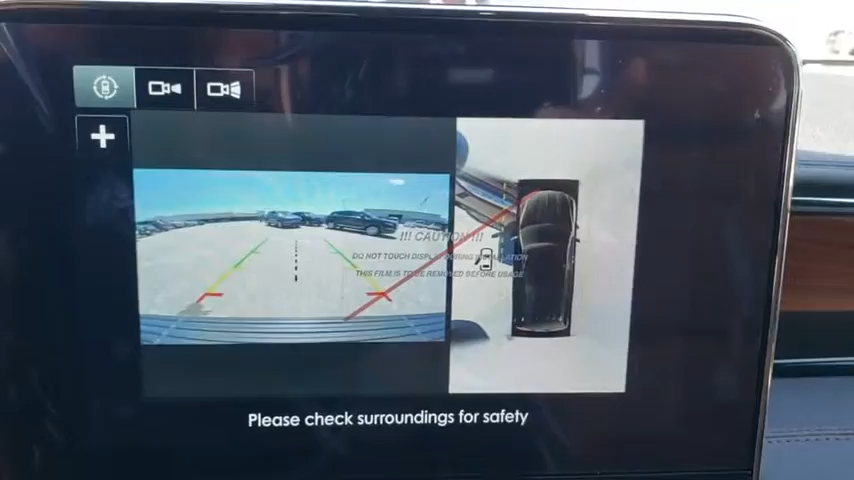 !!! CAUTION !!!
DO NOT TOUCH DISPLAY DURING INSTALLATION
THIS FILM IS TO BE REMOVED BEFORE USAGE
Please check surroundings for safety